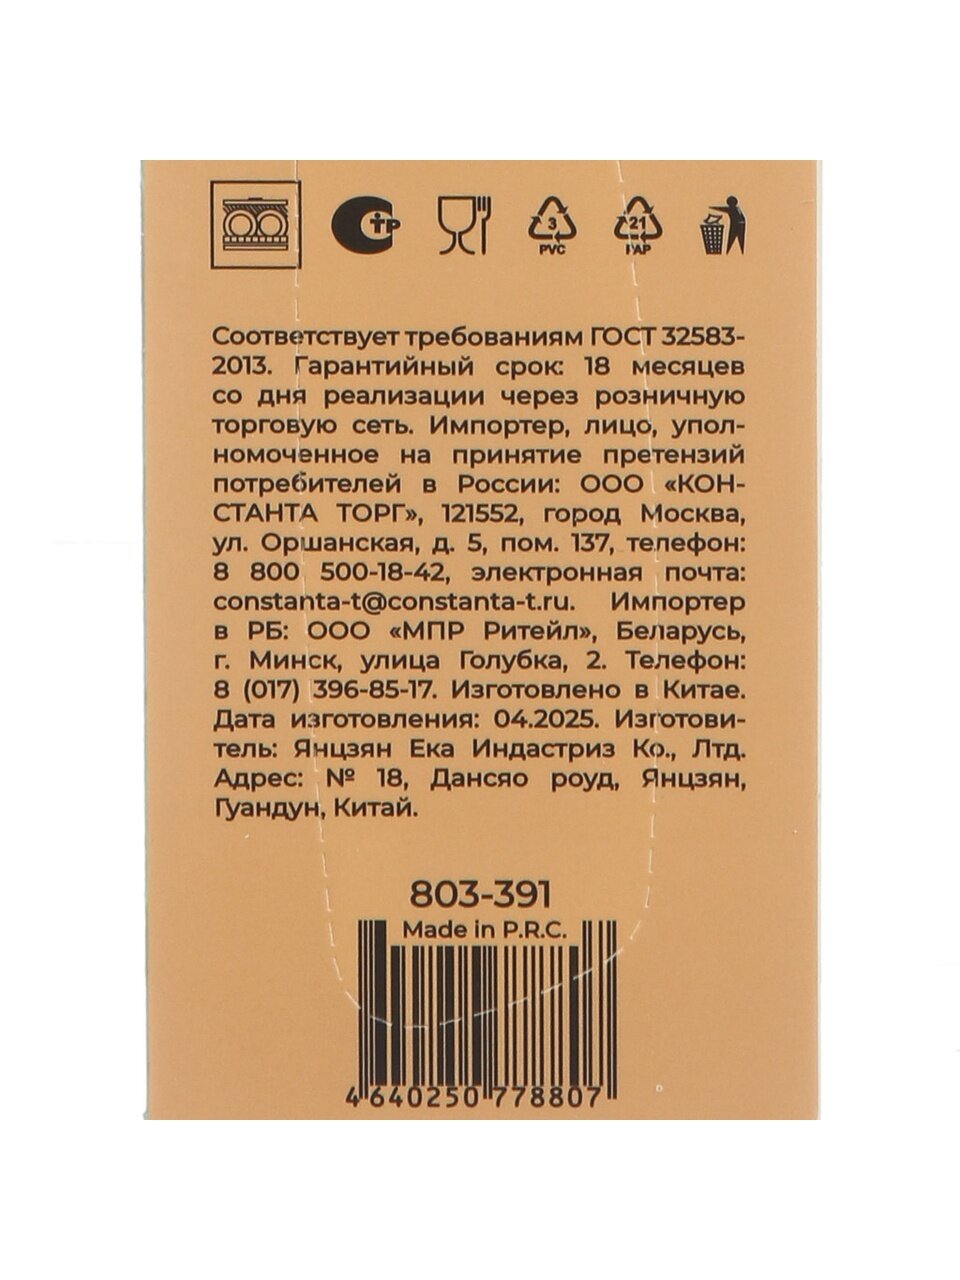 СТР
3
PVC
21
PAP
Соответствует требованиям ГОСТ 32583-
2013. Гарантийный срок: 18 месяцев
со дня реализации через розничную
торговую сеть. Импортер, лицо, упол-
номоченное на принятие претензий
потребителей в России: ООО «КОН-
СТАНТА ТОРГ», 121552, город Москва,
ул. Оршанская, д. 5, пом. 137, телефон:
8 800 500-18-42, электронная почта:
constanta-t@constanta-t.ru. Импортер
в РБ: ООО «МПР Ритейл», Беларусь,
г. Минск, улица Голубка, 2. Телефон:
8 (017) 396-85-17. Изготовлено в Китае.
Дата изготовления: 04.2025. Изготови-
тель: Янцзян Ека Индастриз Ко., Лтд.
Адрес: № 18, Дансяо роуд, Янцзян,
Гуандун, Китай.
803-391
Made in P.R.C.
4 640250 778807